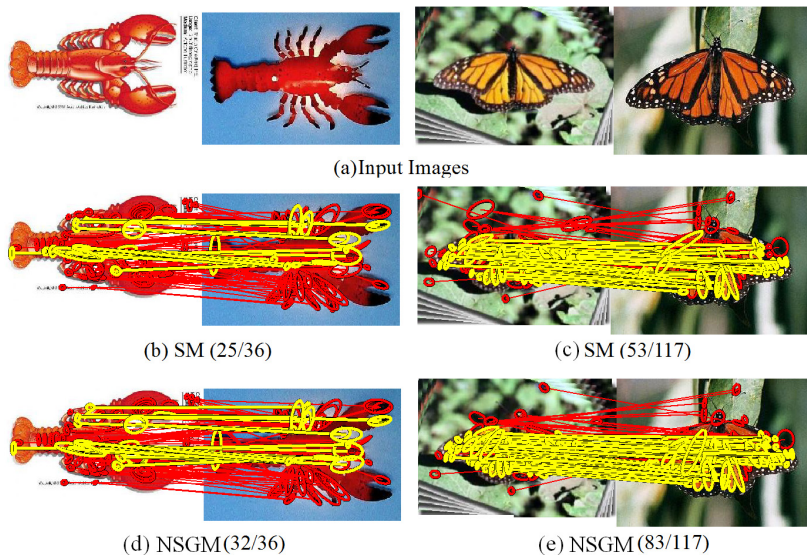 (a)Input Images
(b) SM (25/36)
(c) SM (53/117)
(d) NSGM (32/36)
(e) NSGM (83/117)